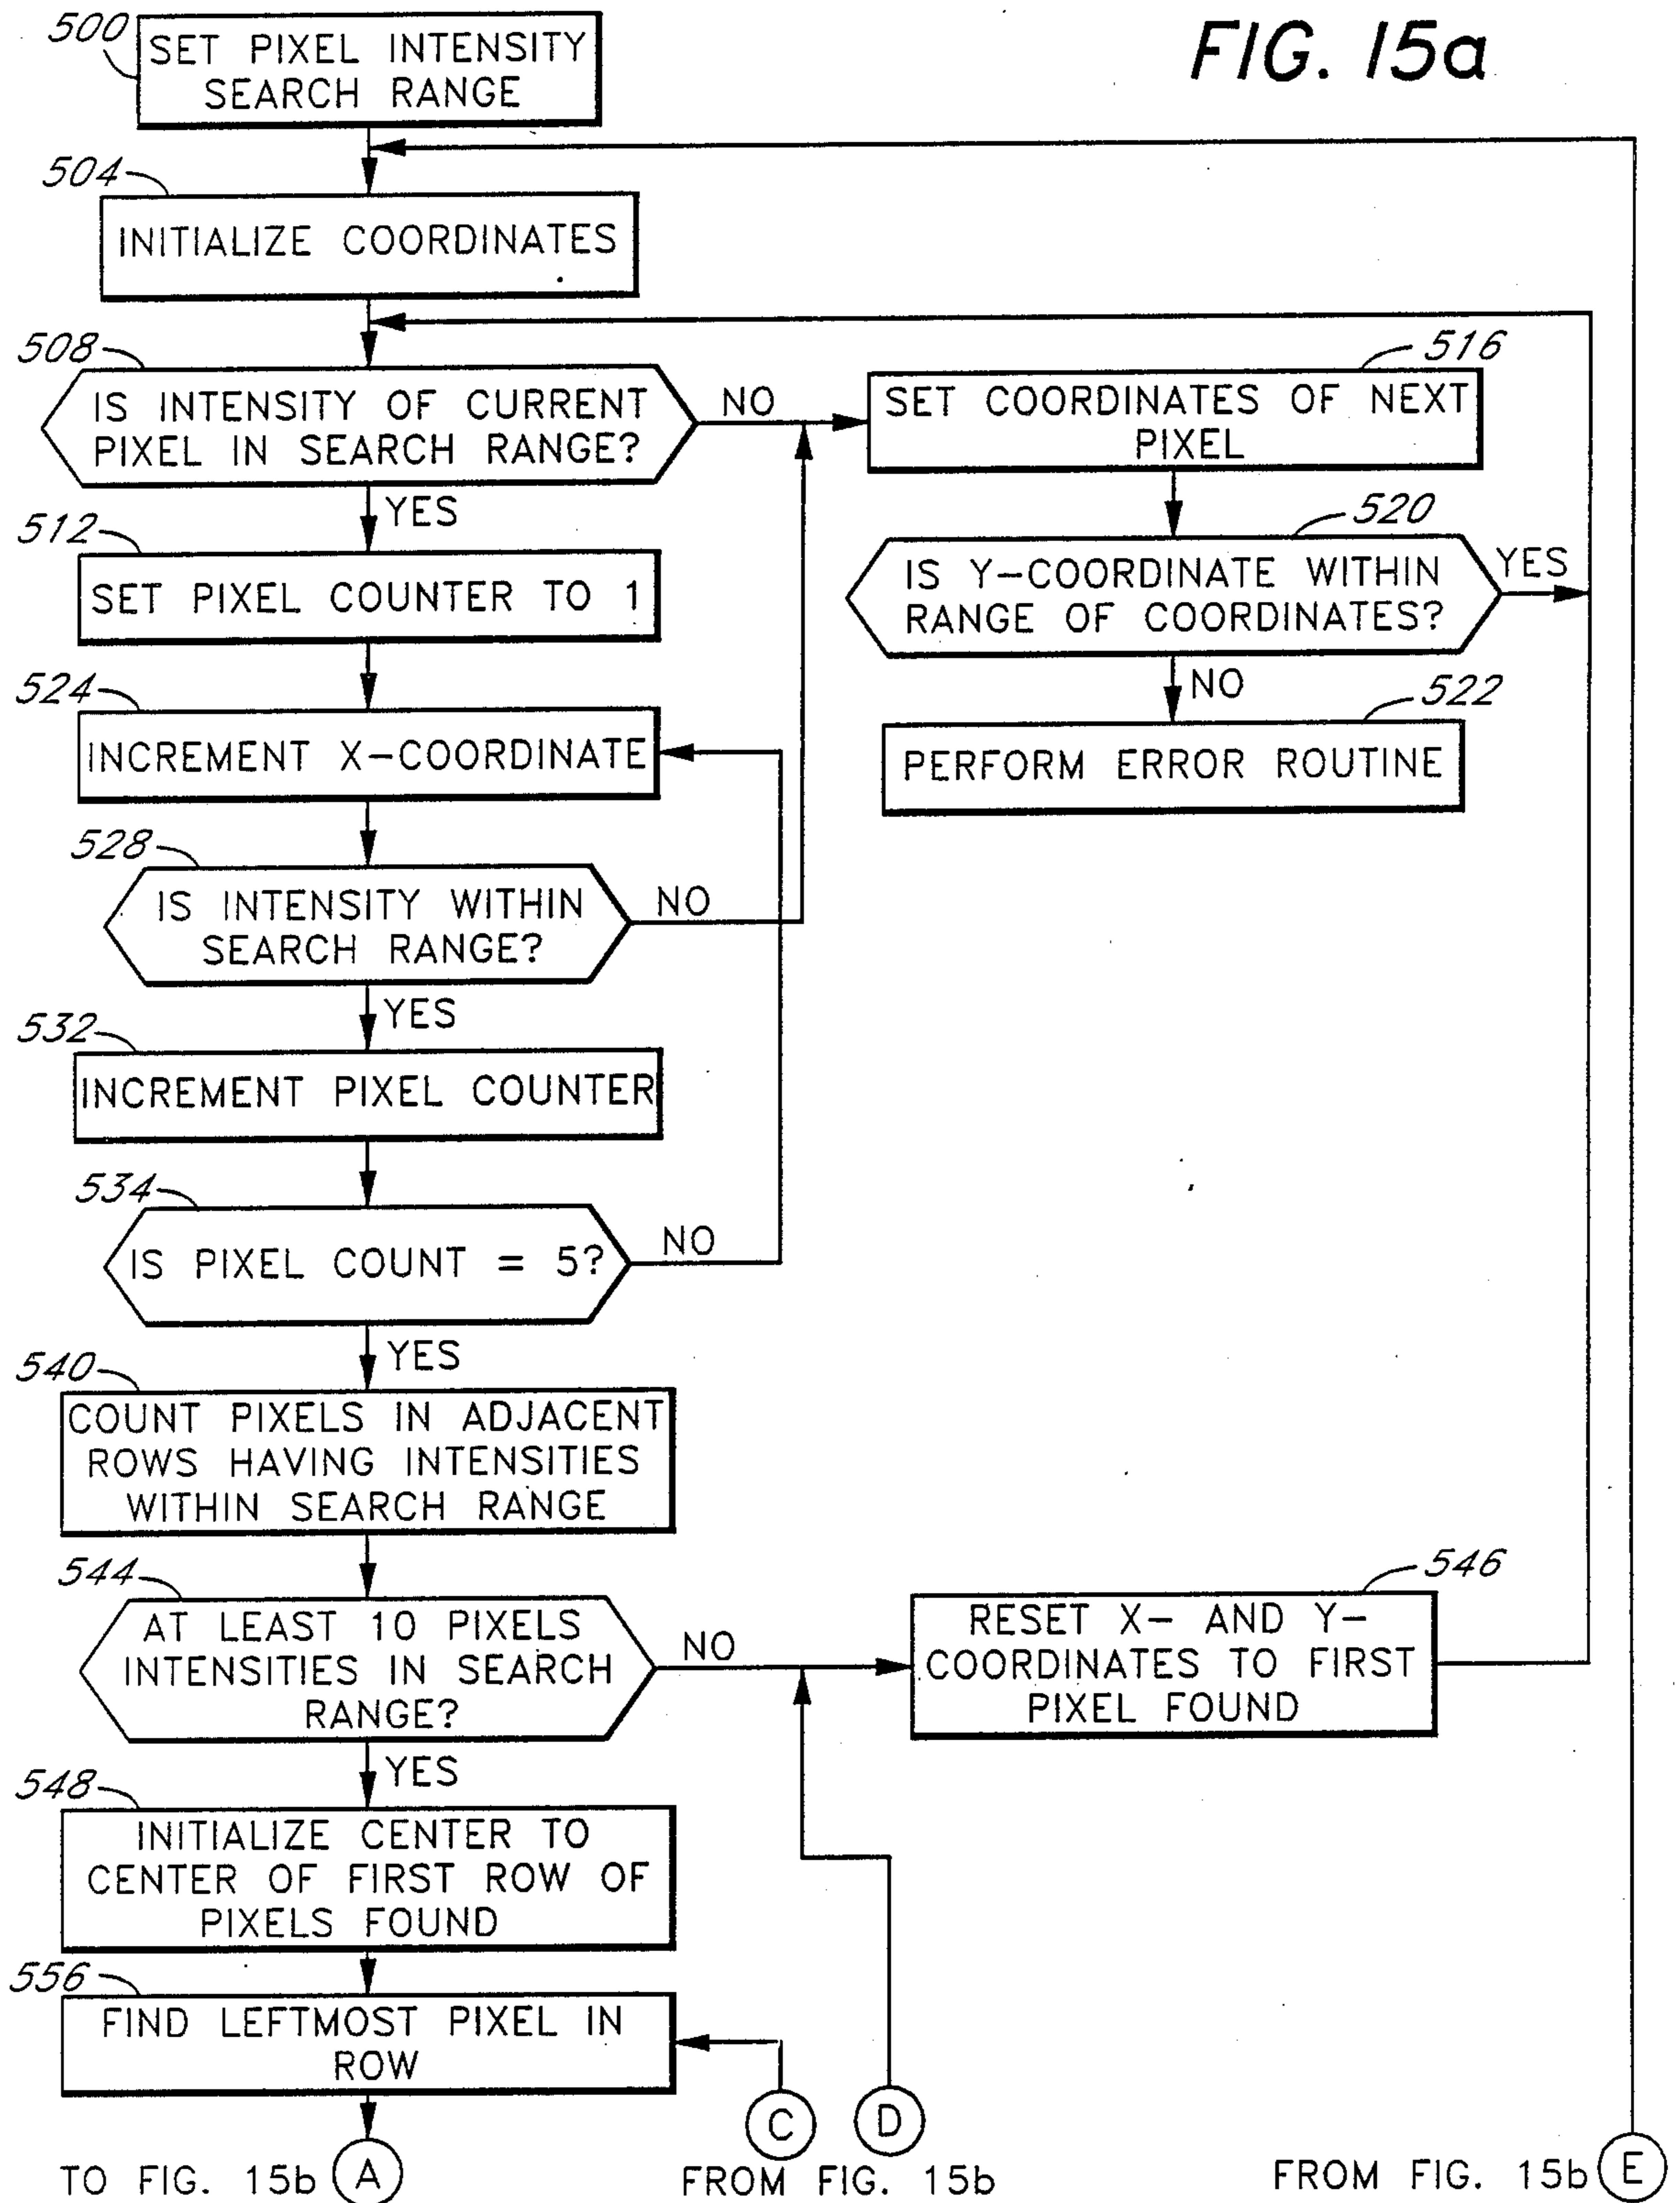 FIG. 15a
500
SET PIXEL INTENSITY
SEARCH RANGE
504
INITIALIZE COORDINATES
508
IS INTENSITY OF CURRENT
PIXEL IN SEARCH RANGE?
NO
YES
516
SET COORDINATES OF NEXT
PIXEL
512
SET PIXEL COUNTER TO 1
520
IS Y-COORDINATE WITHIN
RANGE OF COORDINATES?
YES
NO
522
PERFORM ERROR ROUTINE
524
INCREMENT X-COORDINATE
528
IS INTENSITY WITHIN
SEARCH RANGE?
NO
YES
532
INCREMENT PIXEL COUNTER
534
IS PIXEL COUNT = 5?
NO
YES
540
COUNT PIXELS IN ADJACENT
ROWS HAVING INTENSITIES
WITHIN SEARCH RANGE
544
AT LEAST 10 PIXELS
INTENSITIES IN SEARCH
RANGE?
NO
YES
546
RESET X- AND Y-
COORDINATES TO FIRST
PIXEL FOUND
548
INITIALIZE CENTER TO
CENTER OF FIRST ROW OF
PIXELS FOUND
556
FIND LEFTMOST PIXEL IN
ROW
C
D
TO FIG. 15b A
FROM FIG. 15b
FROM FIG. 15b E